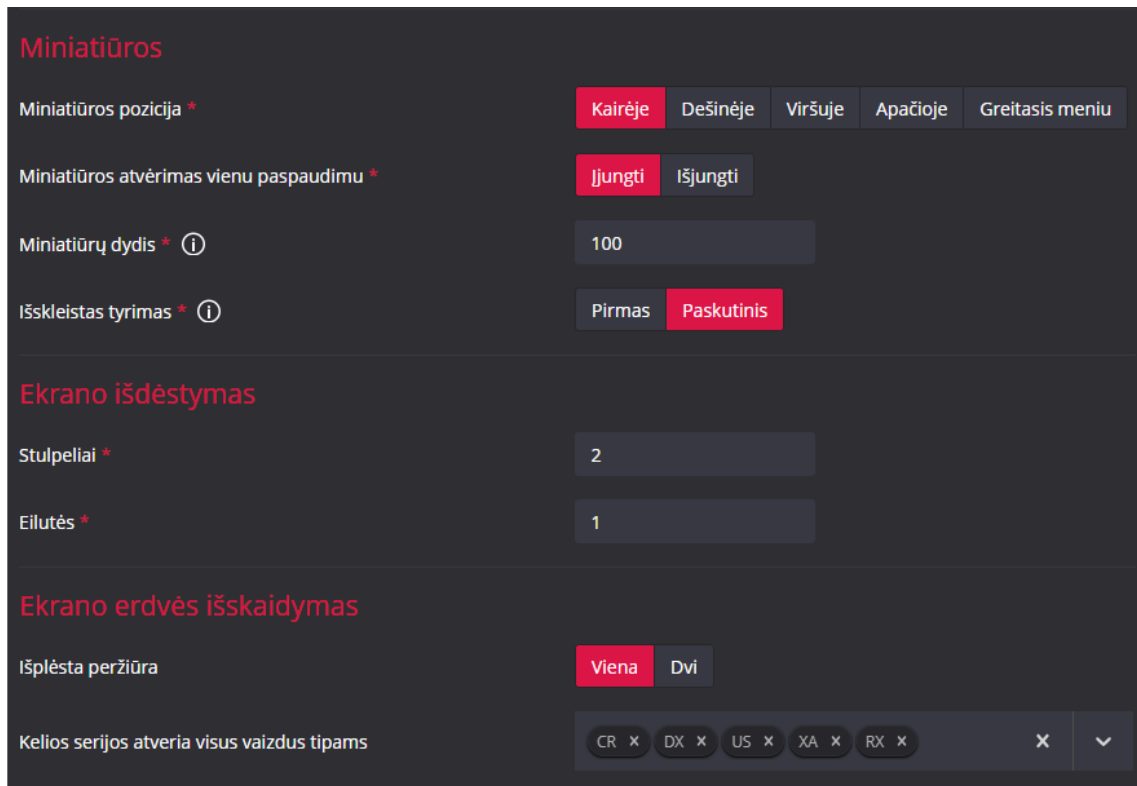 Miniatiūros
Miniatiūros pozicija * Kairėje Dešinėje Viršuje Apačioje Greitasis meniu
Miniatiūros atvėrimas vienu paspaudimu * Įjungti Išjungti
Miniatiūrų dydis * 100
Išskleistas tyrimas * Pirmas Paskutinis
Ekrano išdėstymas
Stulpeliai * 2
Eilutės * 1
Ekrano erdvės išskaidymas
Išplėsta peržiūra Viena Dvi
Kelios serijos atveria visus vaizdus tipams CR × DX × US × XA × RX ×